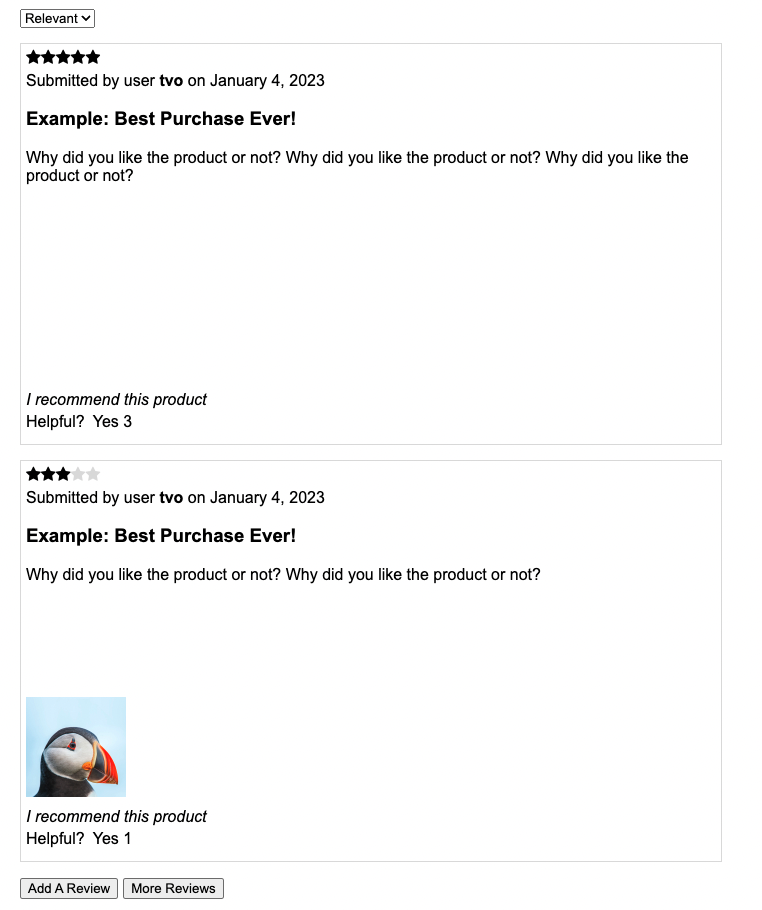 Relevant
Submitted by user tvo on January 4, 2023
Example: Best Purchase Ever!
Why did you like the product or not? Why did you like the product or not? Why did you like the
product or not?
I recommend this product
Helpful?  Yes 3
Submitted by user tvo on January 4, 2023
Example: Best Purchase Ever!
Why did you like the product or not? Why did you like the product or not?
I recommend this product
Helpful?  Yes 1
Add A Review More Reviews